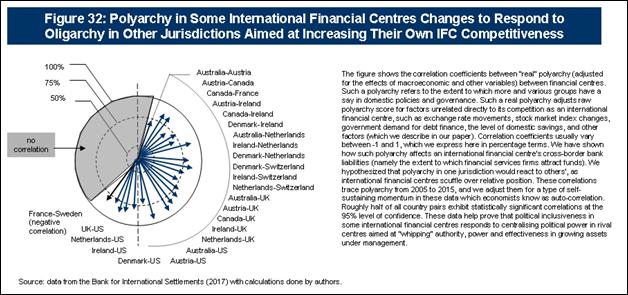 Figure 32: Polyarchy in Some International Financial Centres Changes to Respond to
Oligarchy in Other Jurisdictions Aimed at Increasing Their Own IFC Competitiveness
100%
75%
50%
no
correlation
Australia-Austria
Austria-Canada
Canada-France
Austria-Ireland
Canada-Ireland
Denmark-Ireland
Australia-Netherlands
Ireland-Netherlands
Denmark-Netherlands
Denmark-Switzerland
Ireland-Switzerland
Netherlands-Switzerland
Australia-UK
Austria-UK
Canada-UK
Ireland-UK
Netherlands-UK
Australia-US
Austria-US
Denmark-US
Ireland-US
Netherlands-US
UK-US
France-Sweden
(negative
correlation)
The figure shows the correlation coefficients between "real" polyarchy (adjusted
for the effects of macroeconomic and other variables) between financial centres.
Such a polyarchy refers to the extent to which more and various groups have a
say in domestic policies and governance. Such a real polyarchy adjusts raw
polyarchy score for factors unrelated directly to its competition as an international
financial centre, such as exchange rate movements, stock market index changes,
government demand for debt finance, the level of domestic savings, and other
factors (which we describe in our paper). Correlation coefficients usually vary
between -1 and 1, which we express here in percentage terms. We have shown
how such polyarchy affects an international financial centre's cross-border bank
liabilities (namely the extent to which financial services firms attract funds). We
hypothesized that polyarchy in one jurisdiction would react to others', as
international financial centres scuffle over relative position. These correlations
trace polyarchy from 2005 to 2015, and we adjust them for a type of self-
sustaining momentum in these data which economists know as auto-correlation.
Roughly half of all country pairs exhibit statistically significant correlations at the
95% level of confidence. These data help prove that political inclusiveness in
some international financial centres responds to centralising political power in rival
centres aimed at "whipping" authority, power and effectiveness in growing assets
under management.
Source: data from the Bank for International Settlements (2017) with calculations done by authors.